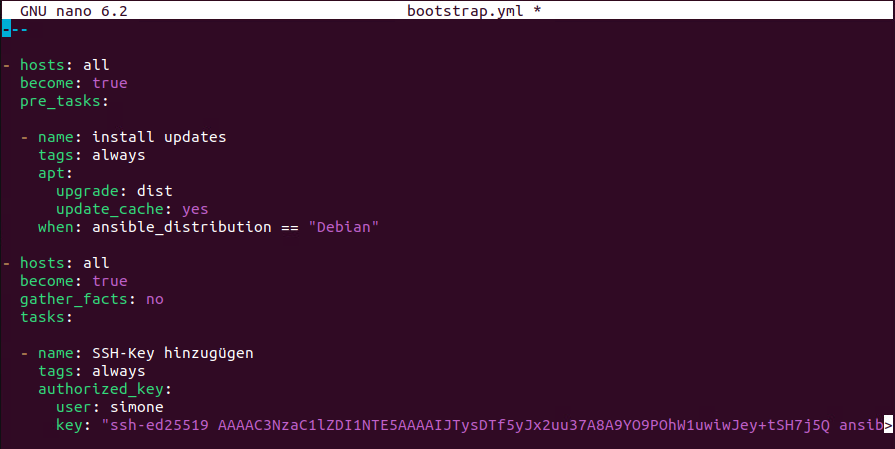 GNU nano 6.2 bootstrap.yml *
---
- hosts: all
become: true
pre_tasks:
- name: install updates
tags: always
apt:
upgrade: dist
update_cache: yes
when: ansible_distribution == "Debian"
- hosts: all
become: true
gather_facts: no
tasks:
- name: SSH-Key hinzugügen
tags: always
authorized_key:
user: simone
key: "ssh-ed25519 AAAAC3NzaC1lZDI1NTE5AAAAIJTysDTf5yJx2uu37A8A9YO9POhW1uwiwJey+tSH7j5Q ansib>